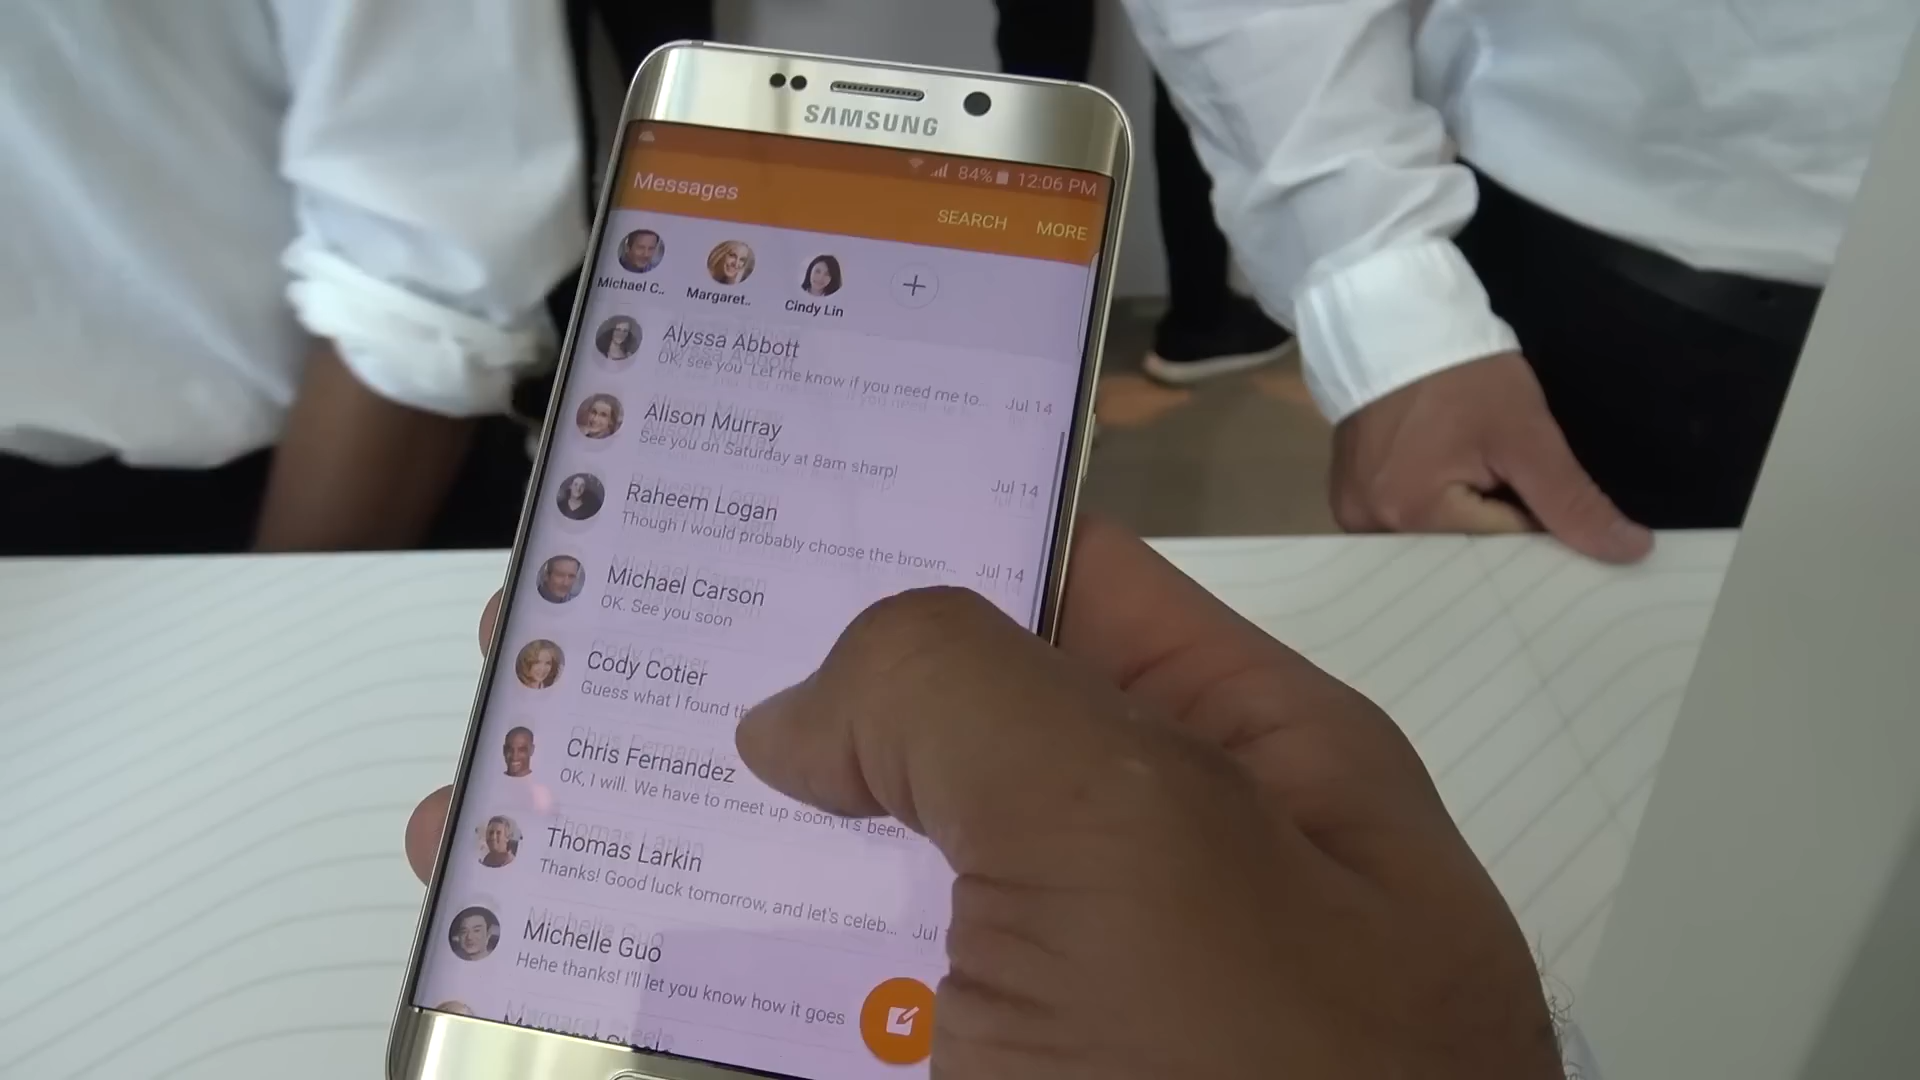 SAMSUNG
84% 12:06 PM
Messages
SEARCH MORE
Michael C.. Margaret.. Cindy Lin
Alyssa Abbott
OK, see you Let me know if you need me to... Jul 14
Alison Murray
See you on Saturday at 8am sharp! Jul 14
Raheem Logan
Though I would probably choose the brown... Jul 14
Michael Carson
OK. See you soon
Cody Cotier
Guess what I found
Chris Fernandez
OK, I will. We have to meet up soon, it's been...
Thomas Larkin
Thanks! Good luck tomorrow, and let's celeb... Jul
Michelle Guo
Hehe thanks! I'll let you know how it goes
Margaret Steele